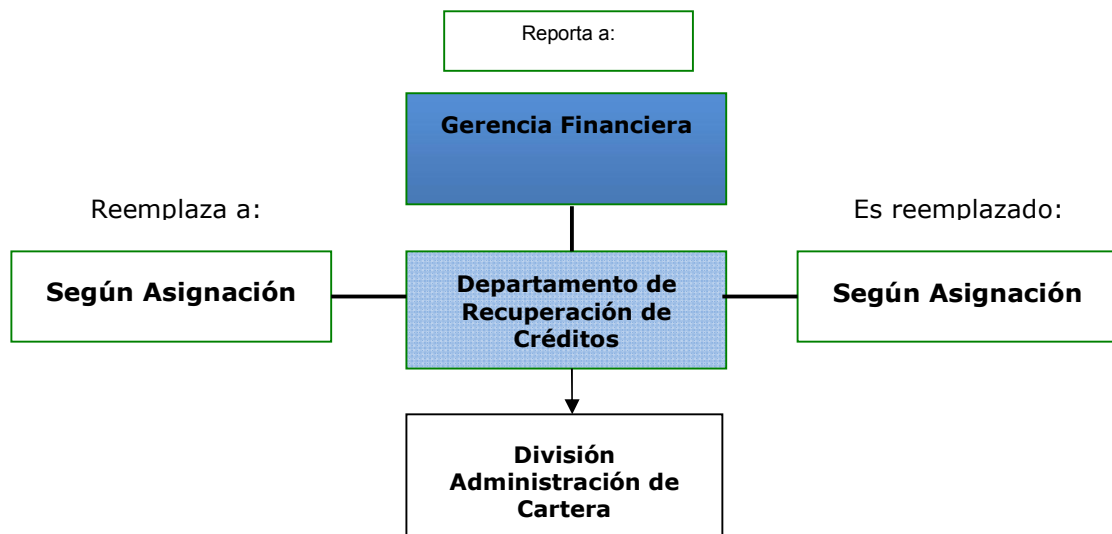 Reporta a:
Gerencia Financiera
Reemplaza a:
Es reemplazado:
Según Asignación
Departamento de
Recuperación de
Créditos
Según Asignación
División
Administración de
Cartera